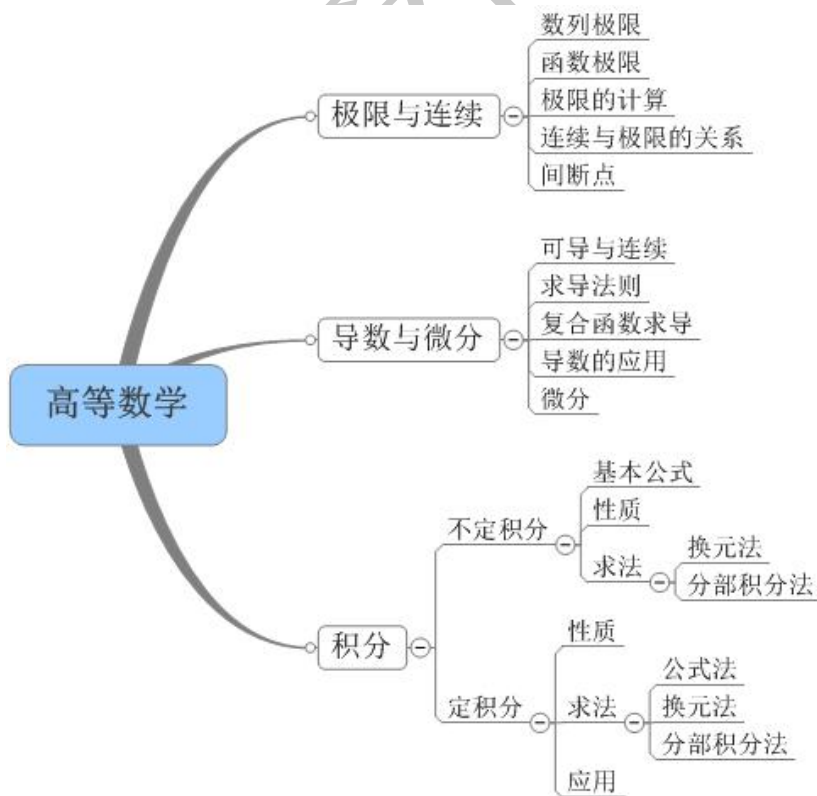 高等数学
极限与连续
数列极限
函数极限
极限的计算
连续与极限的关系
间断点
导数与微分
可导与连续
求导法则
复合函数求导
导数的应用
微分
积分
不定积分
基本公式
性质
求法
换元法
分部积分法
定积分
性质
求法
公式法
换元法
分部积分法
应用